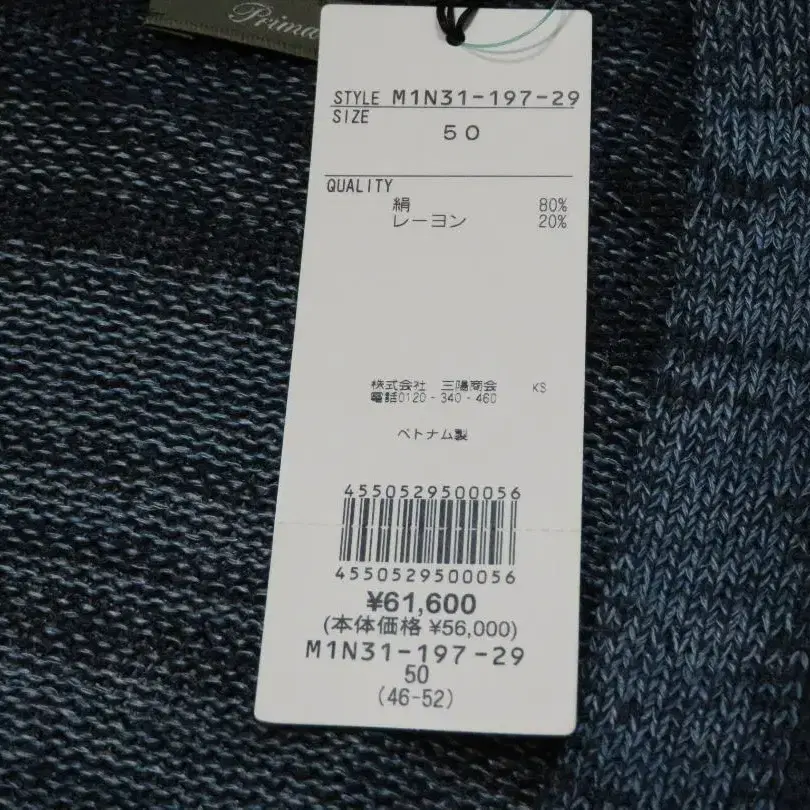 Prima
STYLE M1N31-197-29
SIZE
50
QUALITY
絹 80%
レーヨン 20%
株式会社 三陽商会 KS
電話0120-340-460
ベトナム製
4550529500056
4550529500056
¥61,600
(本体価格 ¥56,000)
M1N31-197-29
50
(46-52)